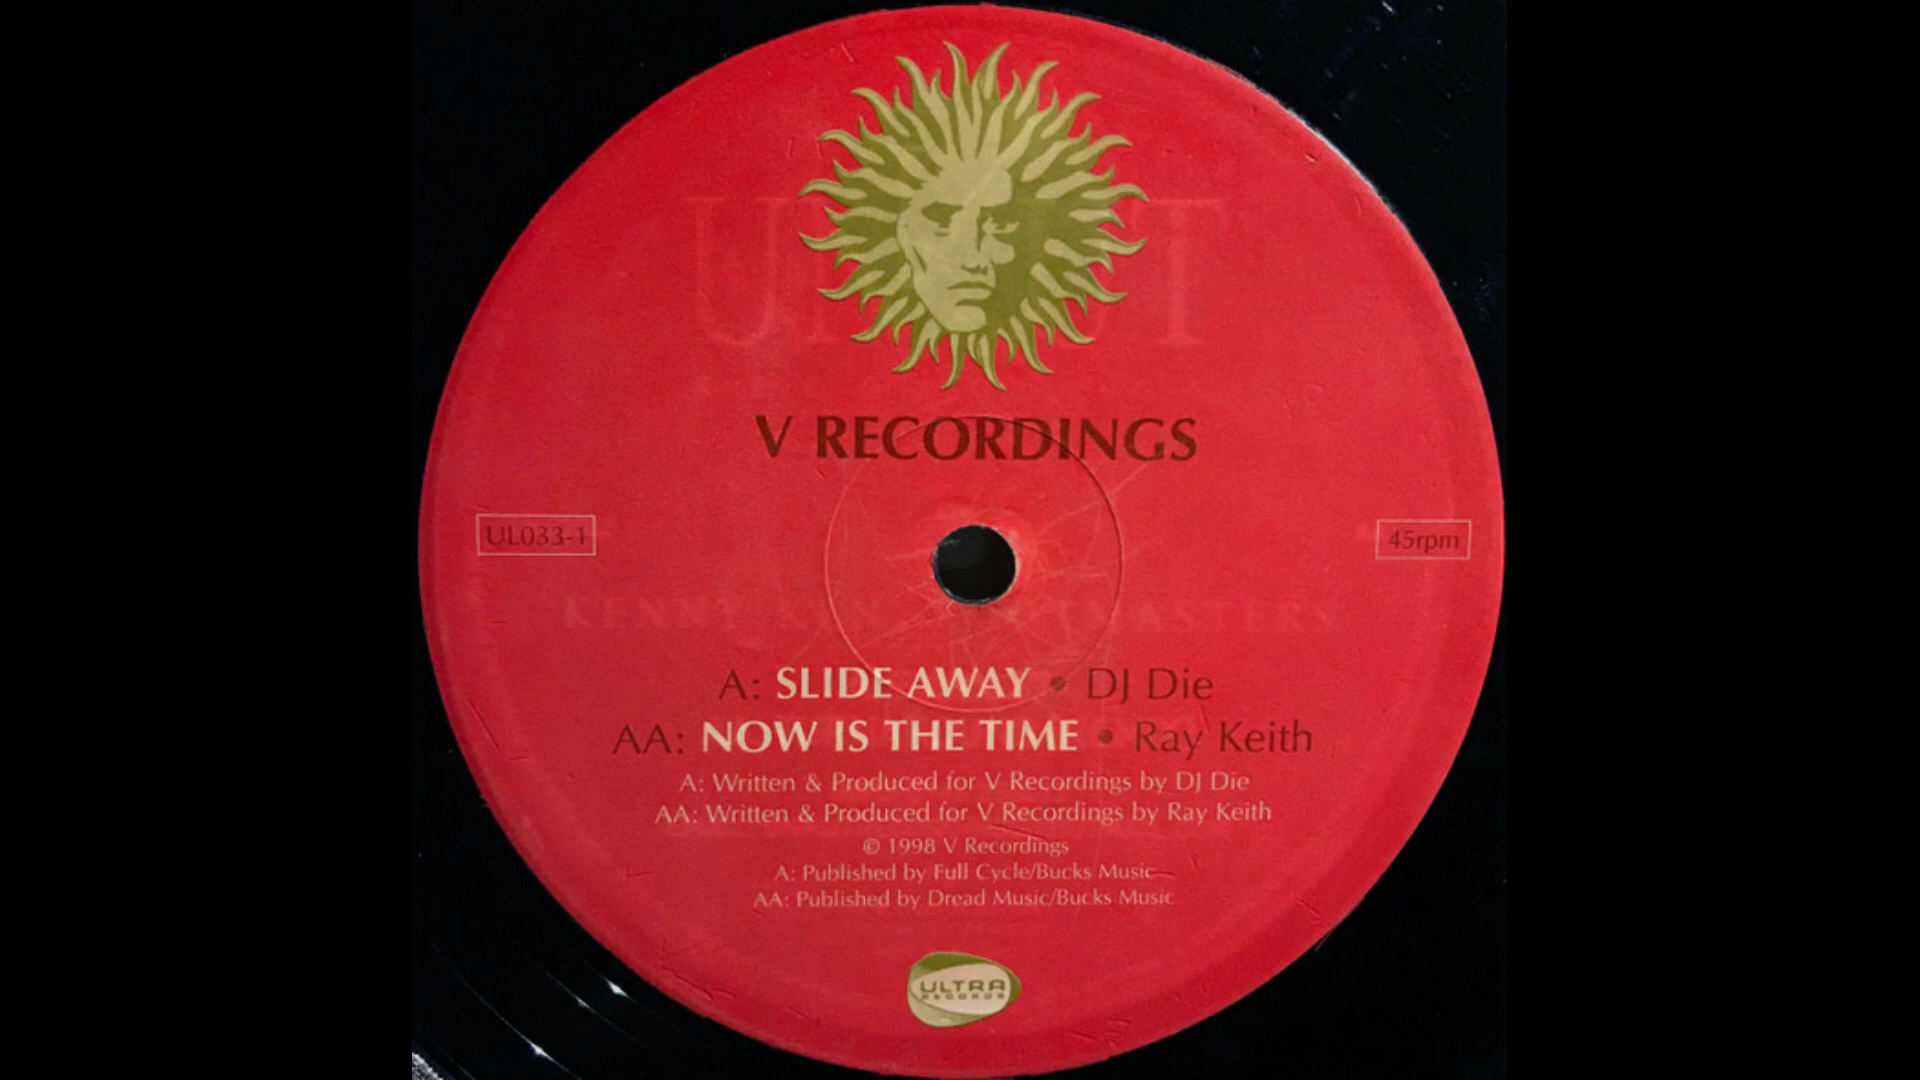 V RECORDINGS
UL033-1
45rpm
A: SLIDE AWAY • DJ Die
AA: NOW IS THE TIME • Ray Keith
A: Written & Produced for V Recordings by DJ Die
AA: Written & Produced for V Recordings by Ray Keith
© 1998 V Recordings
A: Published by Full Cycle/Bucks Music
AA: Published by Dread Music/Bucks Music
ULTRA
RECORDS